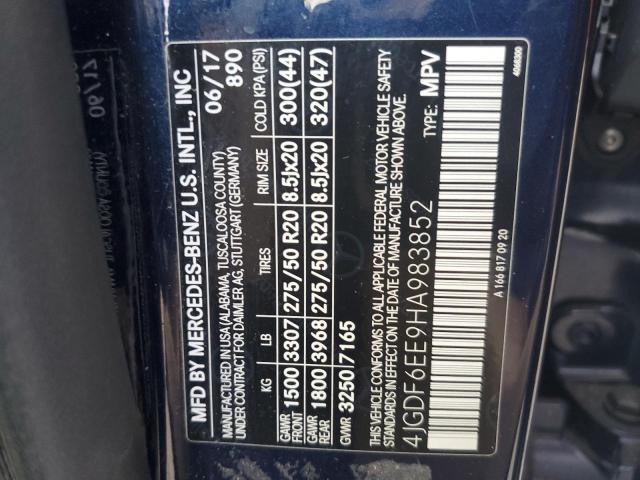 MFD BY MERCEDES-BENZ U.S. INTL., INC
MANUFACTURED IN USA (ALABAMA, TUSCALOOSA COUNTY)
UNDER CONTRACT FOR DAIMLER AG, STUTTGART (GERMANY)
06/17
890
KG LB TIRES RIM SIZE COLD KPA (PSI)
GAWR FRONT 1500 3307 275/50 R20 8.5Jx20 300(44)
GAWR REAR 1800 3968 275/50 R20 8.5Jx20 320(47)
GVWR 3250 7165
THIS VEHICLE CONFORMS TO ALL APPLICABLE FEDERAL MOTOR VEHICLE SAFETY
STANDARDS IN EFFECT ON THE DATE OF MANUFACTURE SHOWN ABOVE.
4JGDF6EE9HA983852 TYPE: MPV
A 166 817 09 20
4068300
06/17